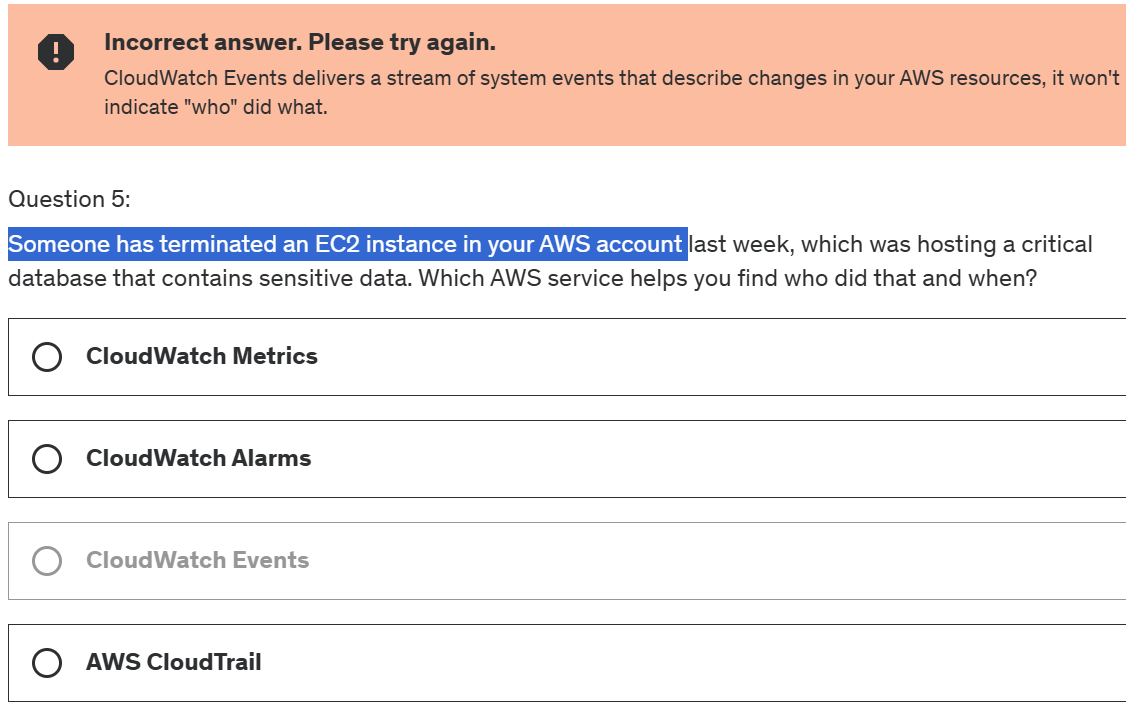 Incorrect answer. Please try again.
CloudWatch Events delivers a stream of system events that describe changes in your AWS resources, it won't
indicate "who" did what.
Question 5:
Someone has terminated an EC2 instance in your AWS account last week, which was hosting a critical
database that contains sensitive data. Which AWS service helps you find who did that and when?
CloudWatch Metrics
CloudWatch Alarms
CloudWatch Events
AWS CloudTrail